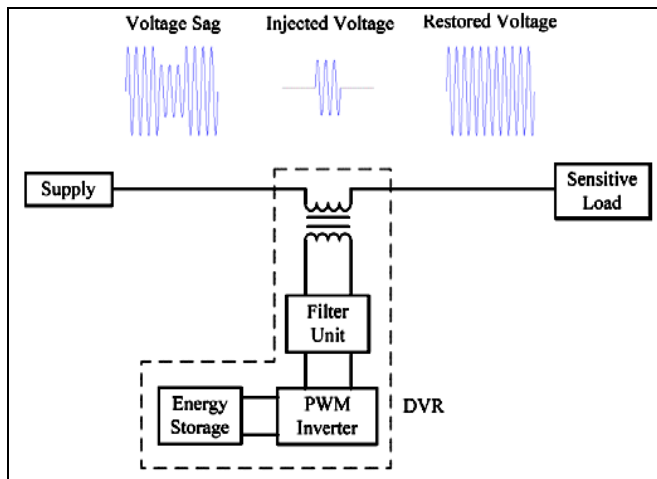 Voltage Sag
Injected Voltage
Restored Voltage
Supply
Sensitive
Load
Filter
Unit
Energy
Storage
PWM
Inverter
DVR